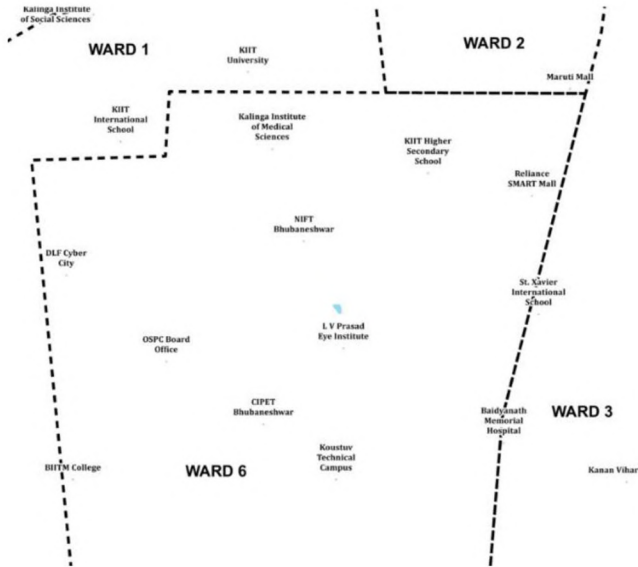 Kalinga Institute
of Social Sciences
WARD 1
KIIT
University
WARD 2
Maruti Mall
KIIT
International
School
Kalinga Institute
of Medical
Sciences
KIIT Higher
Secondary
School
Reliance
SMART Mall
NIFT
Bhubaneshwar
DLF Cyber
City
St. Xavier
International
School
L V Prasad
Eye Institute
OSPC Board
Office
CIPET
Bhubaneshwar
Baidyanath
Memorial
Hospital
WARD 3
Koustuv
Technical
Campus
BIITM College
WARD 6
Kanan Vihar